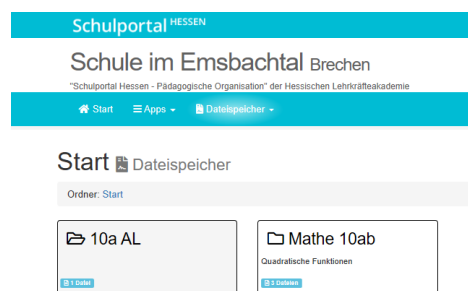 Schulportal HESSEN
Schule im Emsbachtal Brechen
"Schulportal Hessen - Pädagogische Organisation" der Hessischen Lehrkräfteakademie
Start Apps Dateispeicher
Start Dateispeicher
Ordner: Start
10a AL
1 Datei
Mathe 10ab
Quadratische Funktionen
3 Dateien